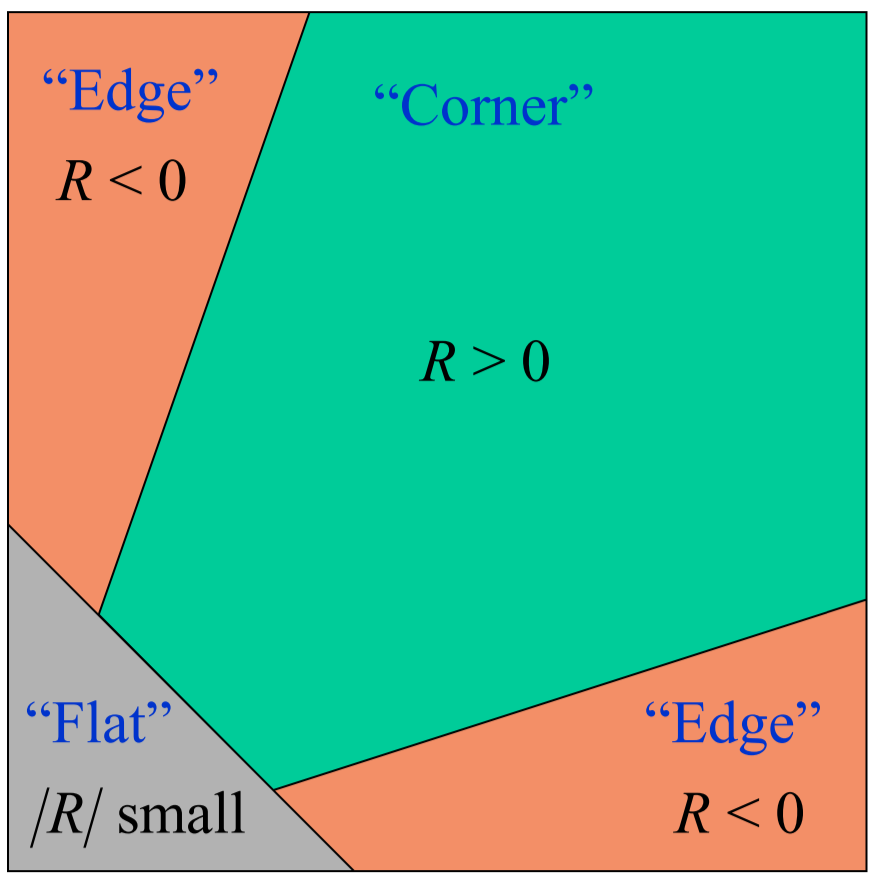 “Edge”
R < 0
“Corner”
R > 0
“Flat”
/R/ small
“Edge”
R < 0